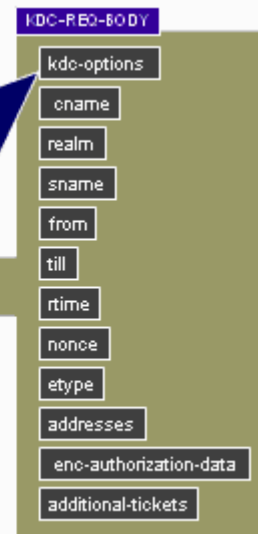 KDC-REQ-BODY
kdc-options
cname
realm
sname
from
till
rtime
nonce
etype
addresses
enc-authorization-data
additional-tickets